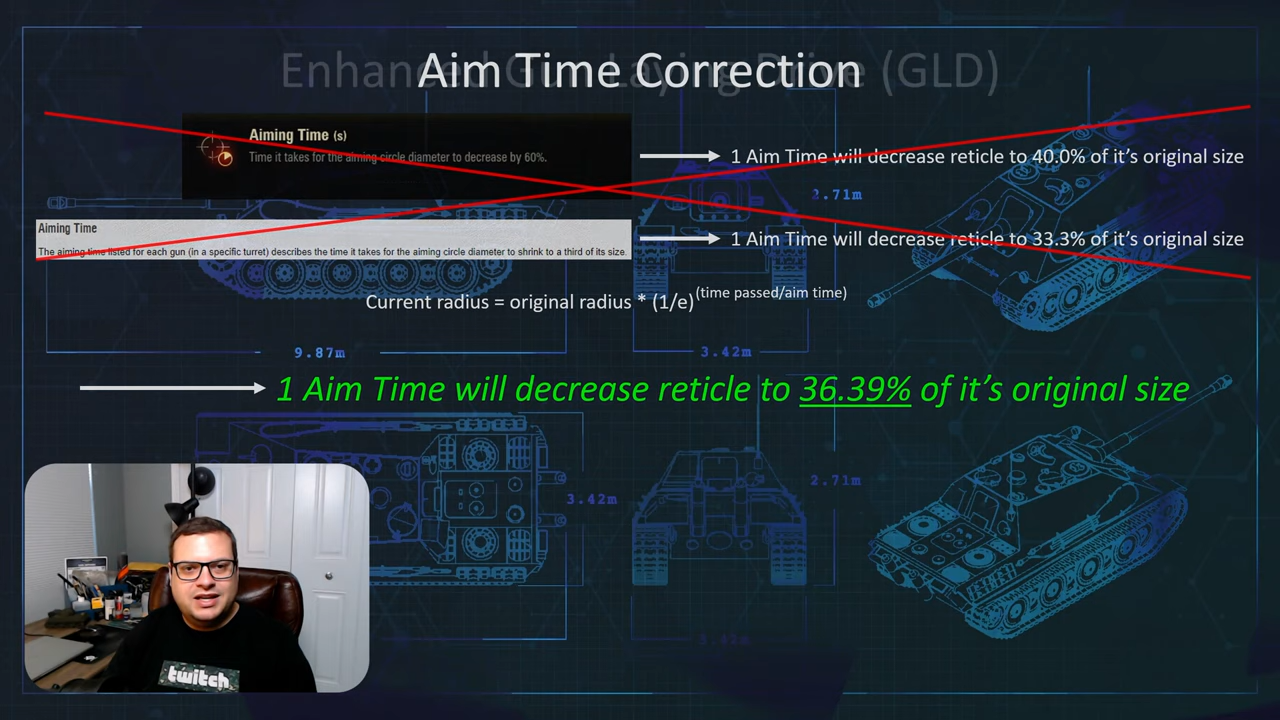 Enhanced Gun Laying Drive (GLD)
Aim Time Correction
Aiming Time (s)
Time it takes for the aiming circle diameter to decrease by 60%.
1 Aim Time will decrease reticle to 40.0% of it's original size
2.71m
Aiming Time
The aiming time listed for each gun (in a specific turret) describes the time it takes for the aiming circle diameter to shrink to a third of its size.
1 Aim Time will decrease reticle to 33.3% of it's original size
Current radius = original radius * (1/e)(time passed/aim time)
9.87m
3.42m
1 Aim Time will decrease reticle to 36.39% of it's original size
3.42m
2.71m
3.42m
twitch